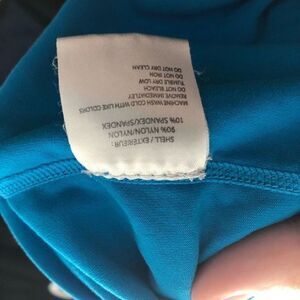 SHELL / EXTERIEUR:
90% NYLON/NYLON
10% SPANDEX/SPANDEX
MACHINE WASH COLD WITH LIKE COLORS
REMOVE IMMEDIATLEY
TUMBLE DRY LOW
DO NOT BLEACH
DO NOT IRON
DO NOT DRY CLEAN